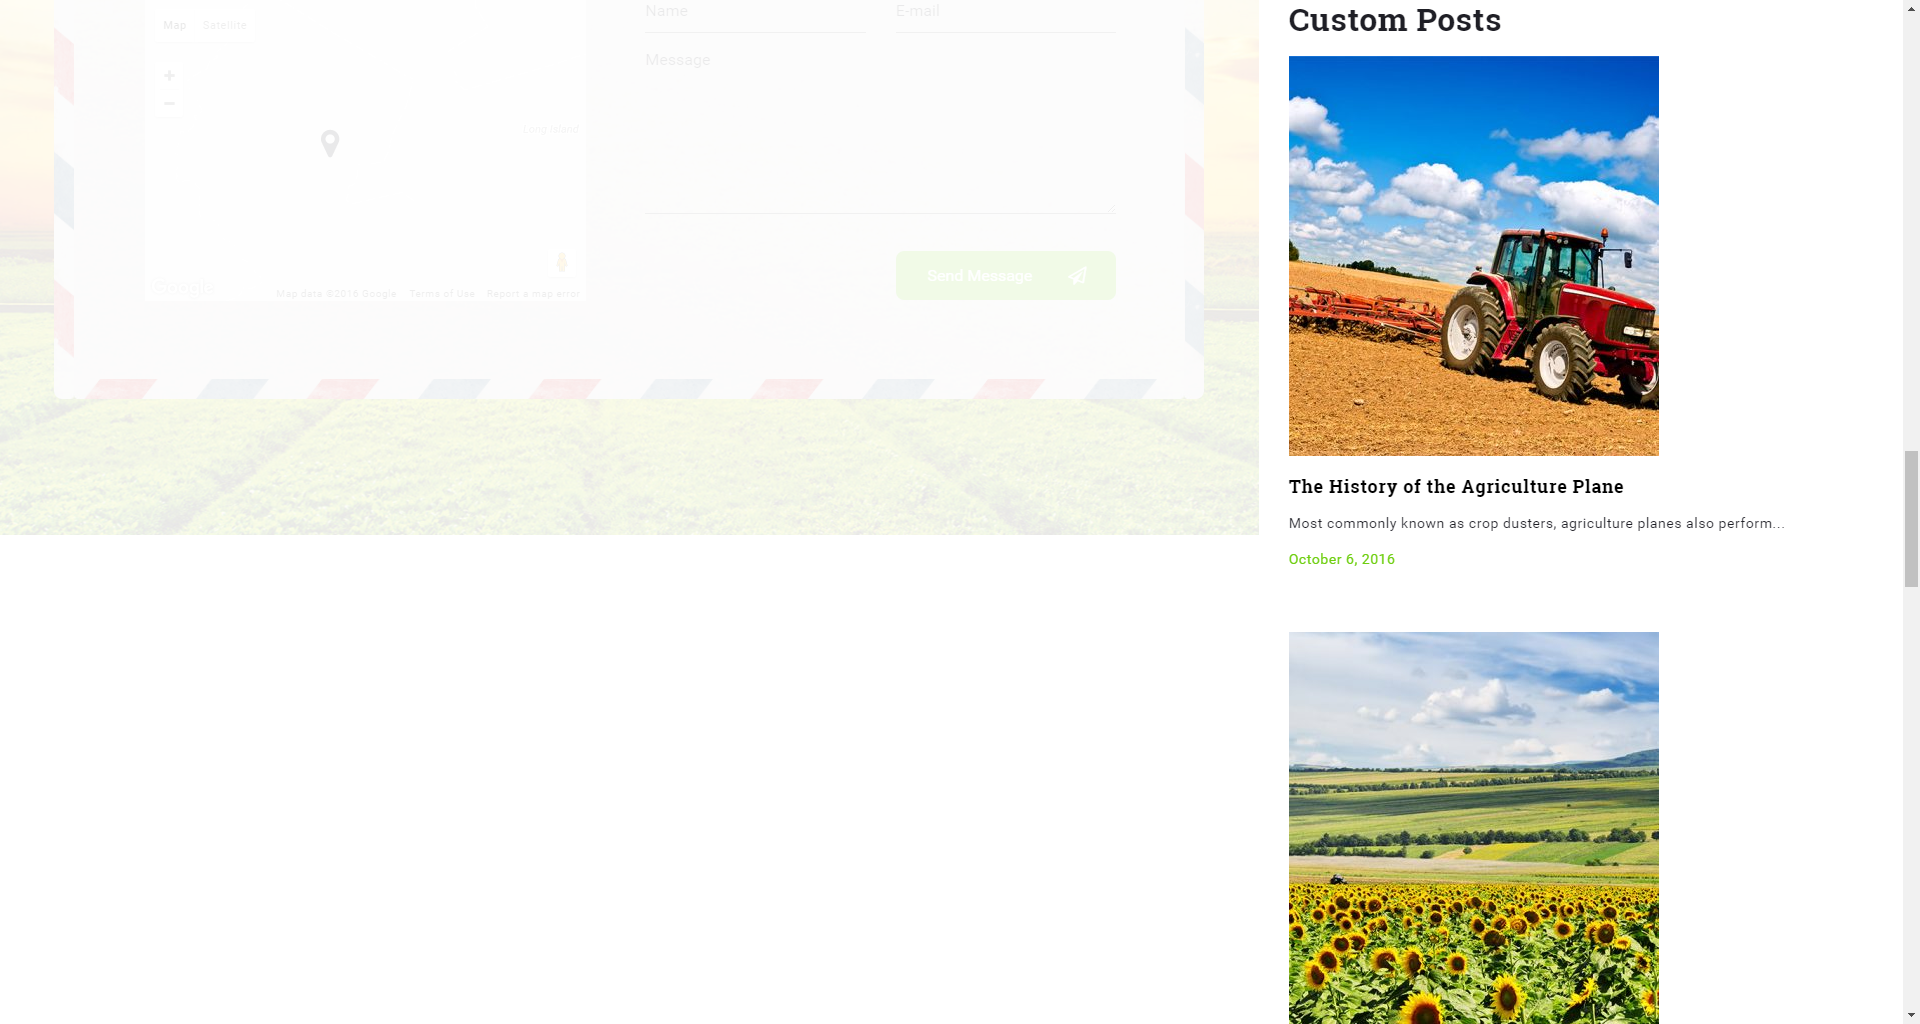 Map Satellite
Long Island
Google
Map data ©2016 Google Terms of Use Report a map error
Name E-mail
Message
Send Message
Custom Posts
The History of the Agriculture Plane
Most commonly known as crop dusters, agriculture planes also perform...
October 6, 2016